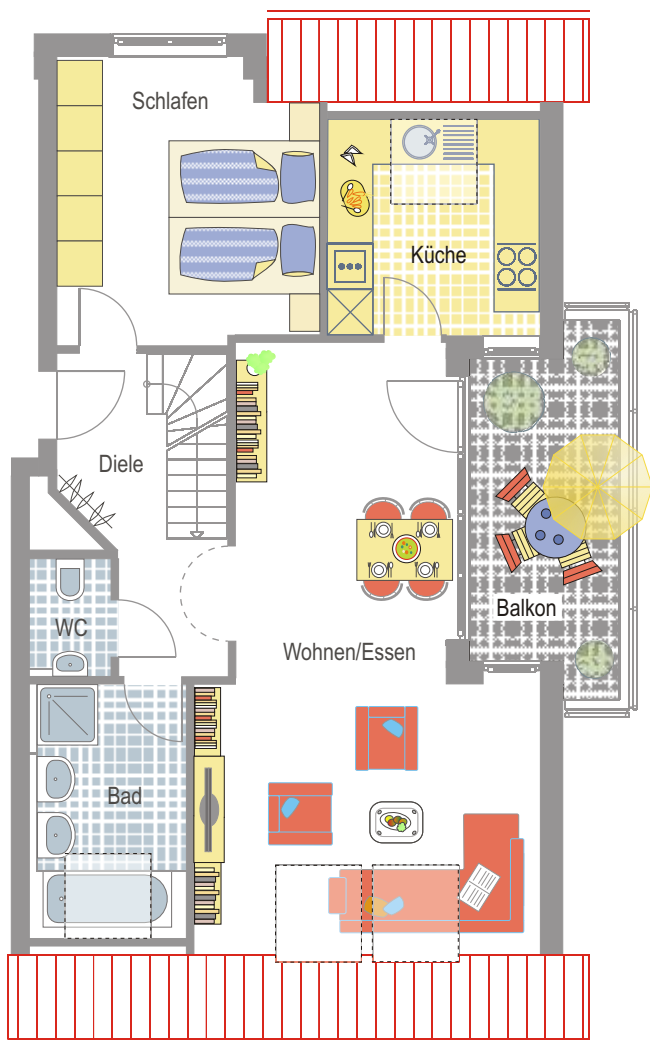 Schlafen
Küche
Diele
Balkon
WC
Wohnen/Essen
Bad